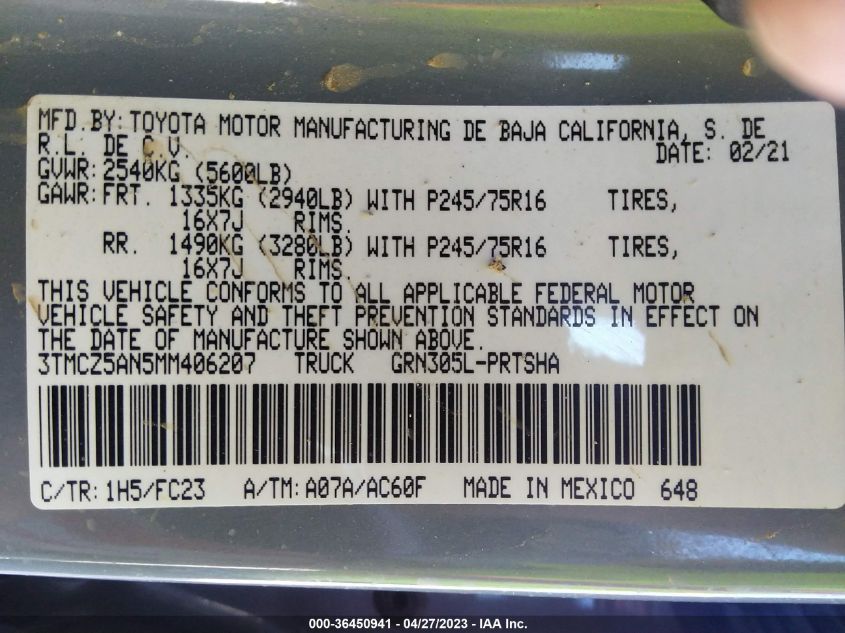 MFD.BY:TOYOTA MOTOR MANUFACTURING DE BAJA CALIFORNIA, S. DE
R.L. DE C.V. DATE: 02/21
GVWR:2540KG (5600LB)
GAWR:FRT. 1335KG (2940LB) WITH P245/75R16 TIRES,
16X7J RIMS.
RR. 1490KG (3280LB) WITH P245/75R16 TIRES,
16X7J RIMS.
THIS VEHICLE CONFORMS TO ALL APPLICABLE FEDERAL MOTOR
VEHICLE SAFETY AND THEFT PREVENTION STANDARDS IN EFFECT ON
THE DATE OF MANUFACTURE SHOWN ABOVE.
3TMCZ5AN5MM406207 TRUCK GRN305L-PRTSHA
C/TR:1H5/FC23 A/TM:A07A/AC60F MADE IN MEXICO 648
000-36450941 - 04/27/2023 - IAA Inc.